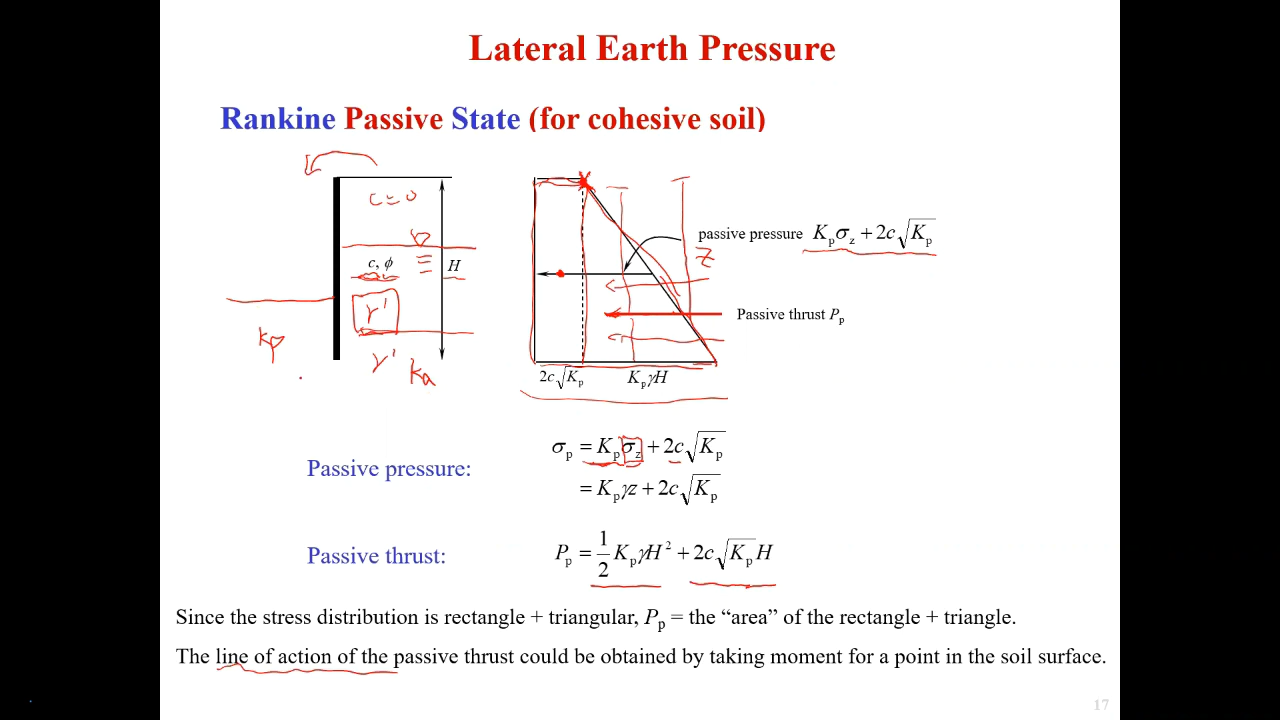 Lateral Earth Pressure
Rankine Passive State (for cohesive soil)
c=0
c, ϕ
H
γ'
kp
γ'
ka
passive pressure Kpσz + 2c√Kp
z
Passive thrust Pp
2c√Kp
KpγH
Passive pressure:
σp = Kpσz + 2c√Kp
= Kpγz + 2c√Kp
Passive thrust:
Pp = 1/2 KpγH² + 2c√Kp H
Since the stress distribution is rectangle + triangular, Pp = the “area” of the rectangle + triangle.
The line of action of the passive thrust could be obtained by taking moment for a point in the soil surface.
17